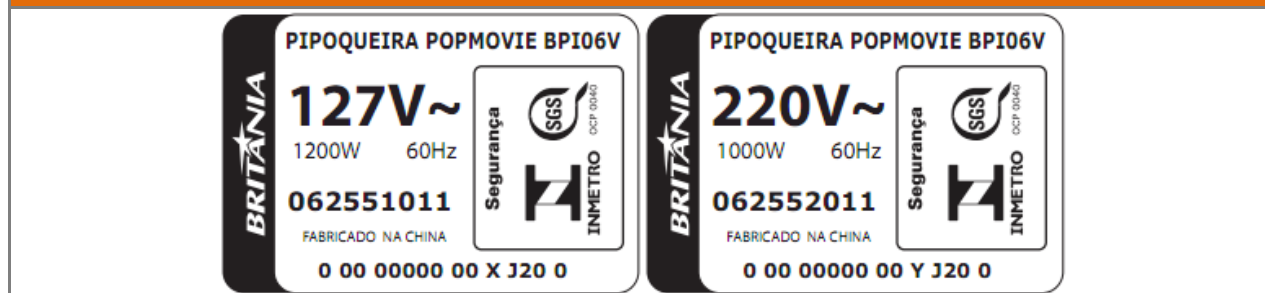 PIPOQUEIRA POPMOVIE BPI06V
BRITANIA
127V~
1200W 60Hz
062551011
FABRICADO NA CHINA
Segurança
SGS
OCP 0040
INMETRO
0 00 00000 00 X J20 0
PIPOQUEIRA POPMOVIE BPI06V
BRITANIA
220V~
1000W 60Hz
062552011
FABRICADO NA CHINA
Segurança
SGS
OCP 0040
INMETRO
0 00 00000 00 Y J20 0